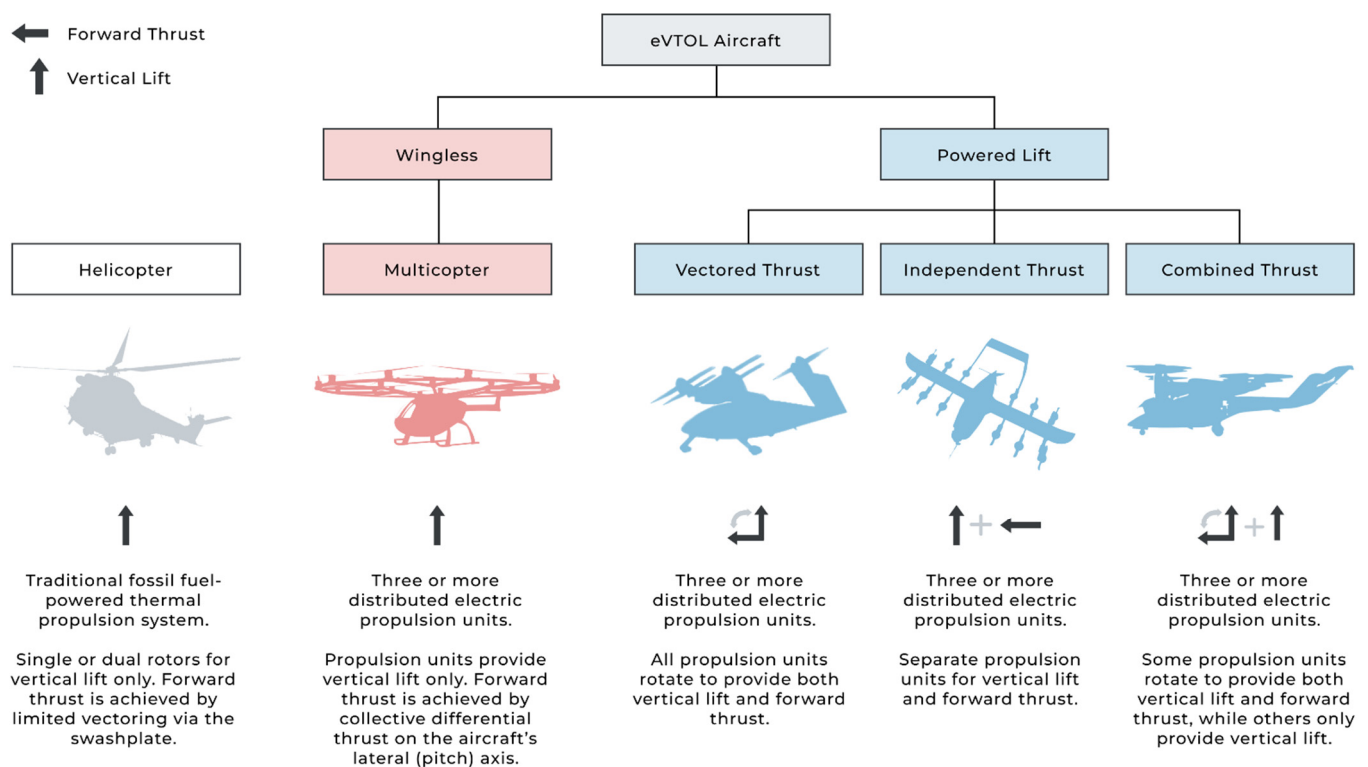 Forward Thrust
Vertical Lift
eVTOL Aircraft
Wingless
Powered Lift
Helicopter
Multicopter
Vectored Thrust
Independent Thrust
Combined Thrust
Traditional fossil fuel-
powered thermal
propulsion system.
Single or dual rotors for
vertical lift only. Forward
thrust is achieved by
limited vectoring via the
swashplate.
Three or more
distributed electric
propulsion units.
Propulsion units provide
vertical lift only. Forward
thrust is achieved by
collective differential
thrust on the aircraft’s
lateral (pitch) axis.
Three or more
distributed electric
propulsion units.
All propulsion units
rotate to provide both
vertical lift and forward
thrust.
Three or more
distributed electric
propulsion units.
Separate propulsion
units for vertical lift
and forward thrust.
Three or more
distributed electric
propulsion units.
Some propulsion units
rotate to provide both
vertical lift and forward
thrust, while others only
provide vertical lift.